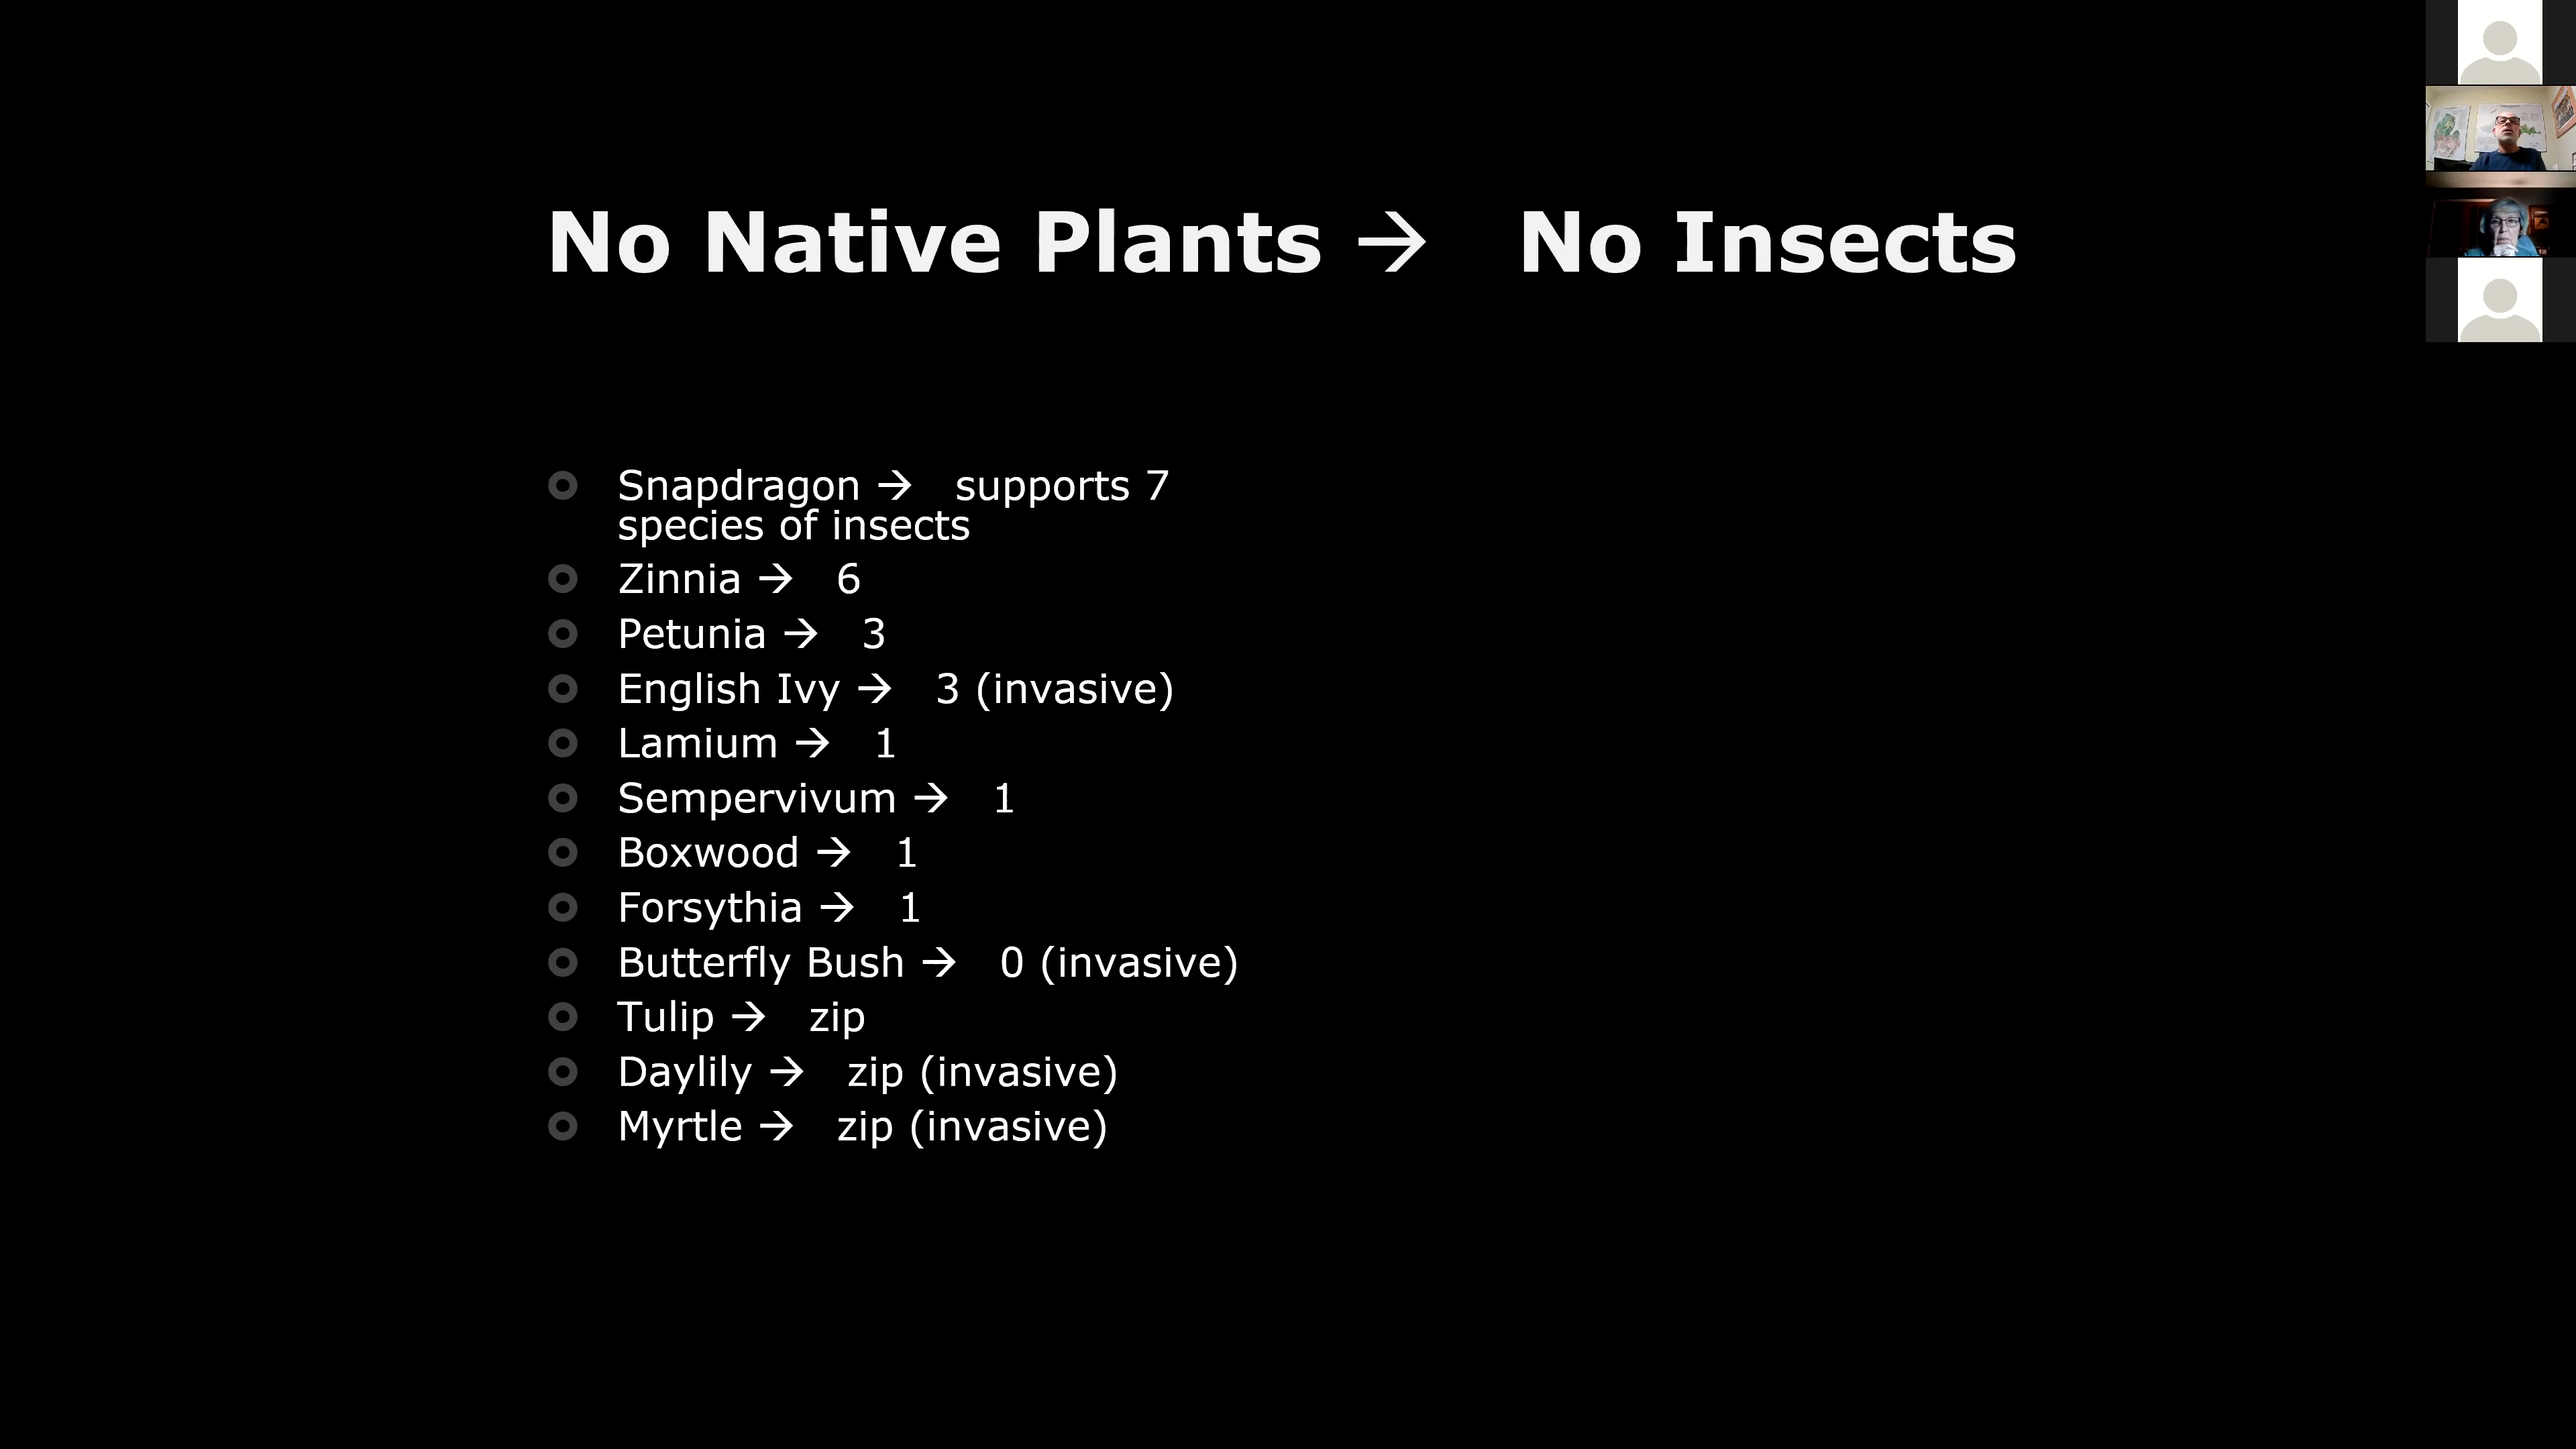 No Native Plants → No Insects
Snapdragon → supports 7
species of insects
Zinnia → 6
Petunia → 3
English Ivy → 3 (invasive)
Lamium → 1
Sempervivum → 1
Boxwood → 1
Forsythia → 1
Butterfly Bush → 0 (invasive)
Tulip → zip
Daylily → zip (invasive)
Myrtle → zip (invasive)